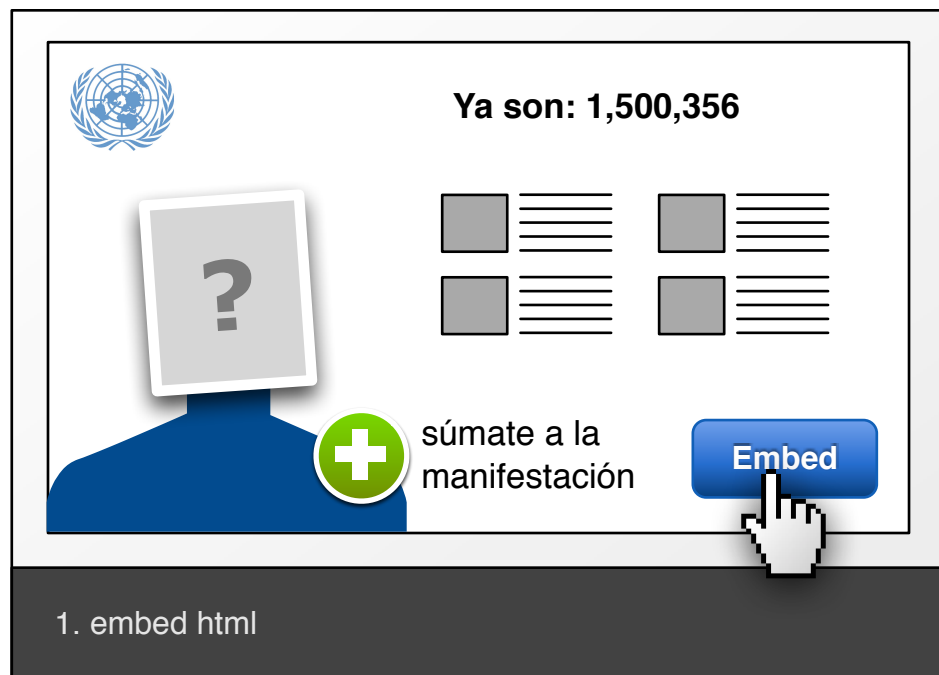 Ya son: 1,500,356
?
súmate a la
manifestación
Embed
1. embed html